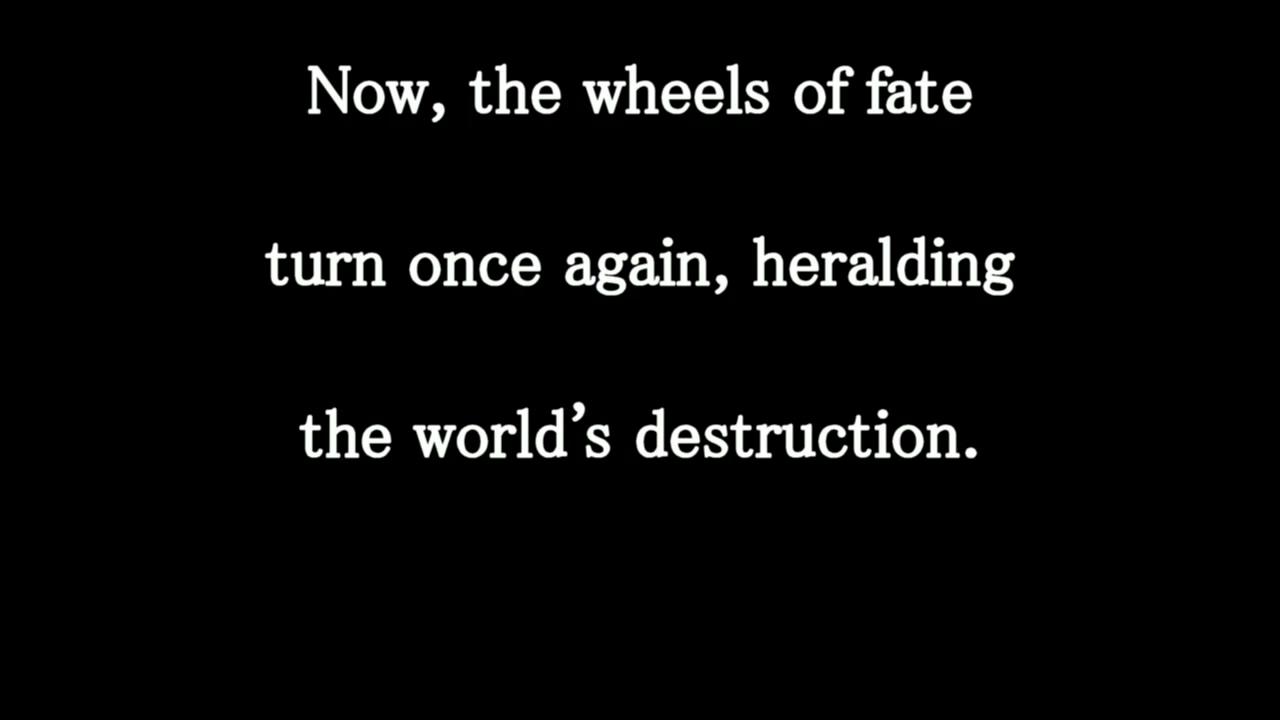 Now, the wheels of fate
turn once again, heralding
the world’s destruction.